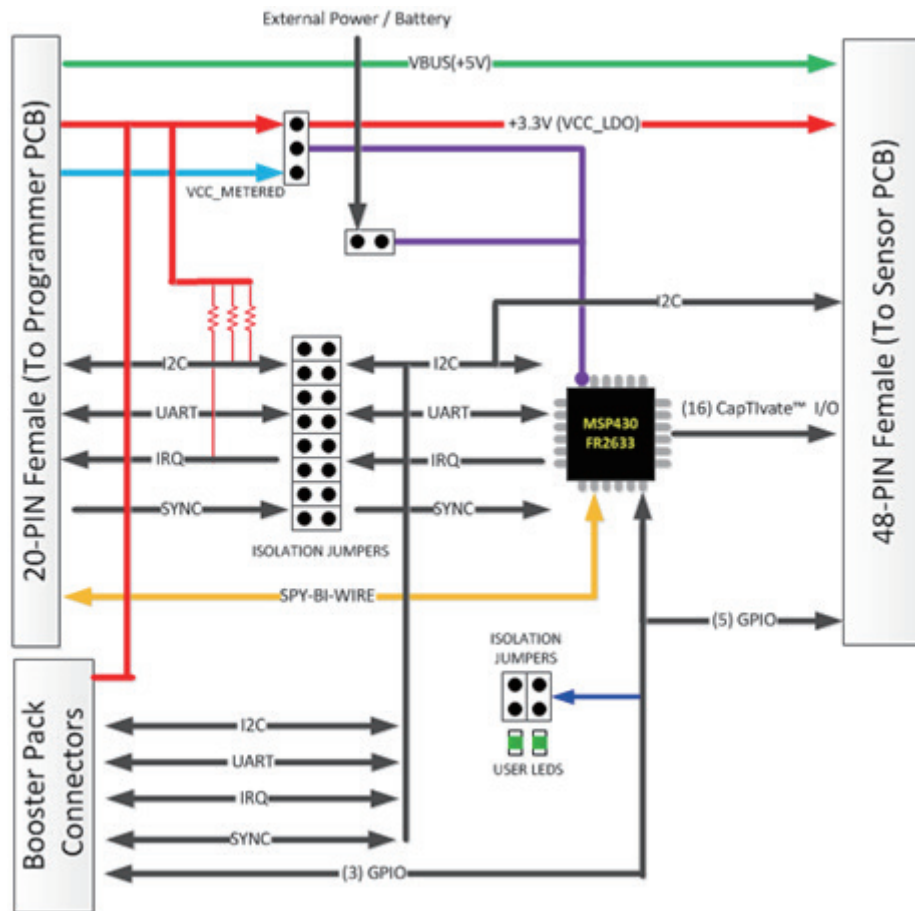 External Power / Battery
20-PIN Female (To Programmer PCB)
VBUS(+5V)
+3.3V (VCC_LDO)
VCC_METERED
48-PIN Female (To Sensor PCB)
I2C
I2C
I2C
UART
UART
MSP430
FR2633
(16) CapTIvate™ I/O
IRQ
IRQ
SYNC
SYNC
ISOLATION JUMPERS
SPY-BI-WIRE
(5) GPIO
ISOLATION
JUMPERS
USER LEDS
Booster Pack
Connectors
I2C
UART
IRQ
SYNC
(3) GPIO